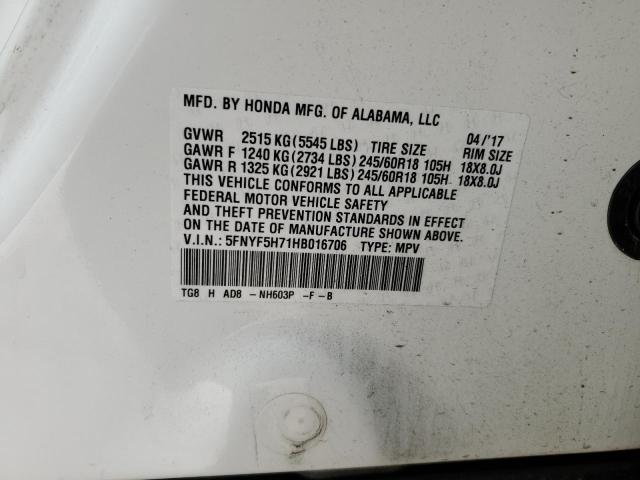 MFD. BY HONDA MFG. OF ALABAMA, LLC
04/'17
GVWR 2515 KG(5545 LBS) TIRE SIZE RIM SIZE
GAWR F 1240 KG(2734 LBS) 245/60R18 105H 18X8.0J
GAWR R 1325 KG(2921 LBS) 245/60R18 105H 18X8.0J
THIS VEHICLE CONFORMS TO ALL APPLICABLE
FEDERAL MOTOR VEHICLE SAFETY
AND THEFT PREVENTION STANDARDS IN EFFECT
ON THE DATE OF MANUFACTURE SHOWN ABOVE.
V.I.N.: 5FNYF5H71HB016706 TYPE: MPV
TG8 H AD8 -NH603P -F-B